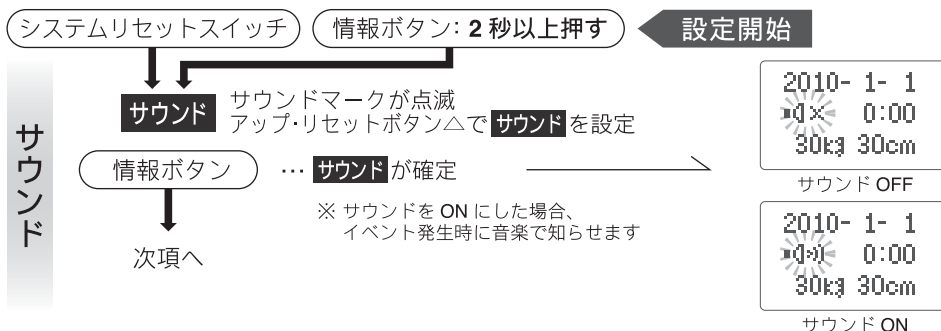 システムリセットスイッチ
情報ボタン: 2 秒以上押す
設定開始
サウンド
サウンド
サウンドマークが点滅
アップ・リセットボタン△で サウンド を設定
情報ボタン
… サウンド が確定
※ サウンドを ON にした場合、
イベント発生時に音楽で知らせます
次項へ
2010- 1- 1
0:00
30kg 30cm
サウンド OFF
2010- 1- 1
0:00
30kg 30cm
サウンド ON